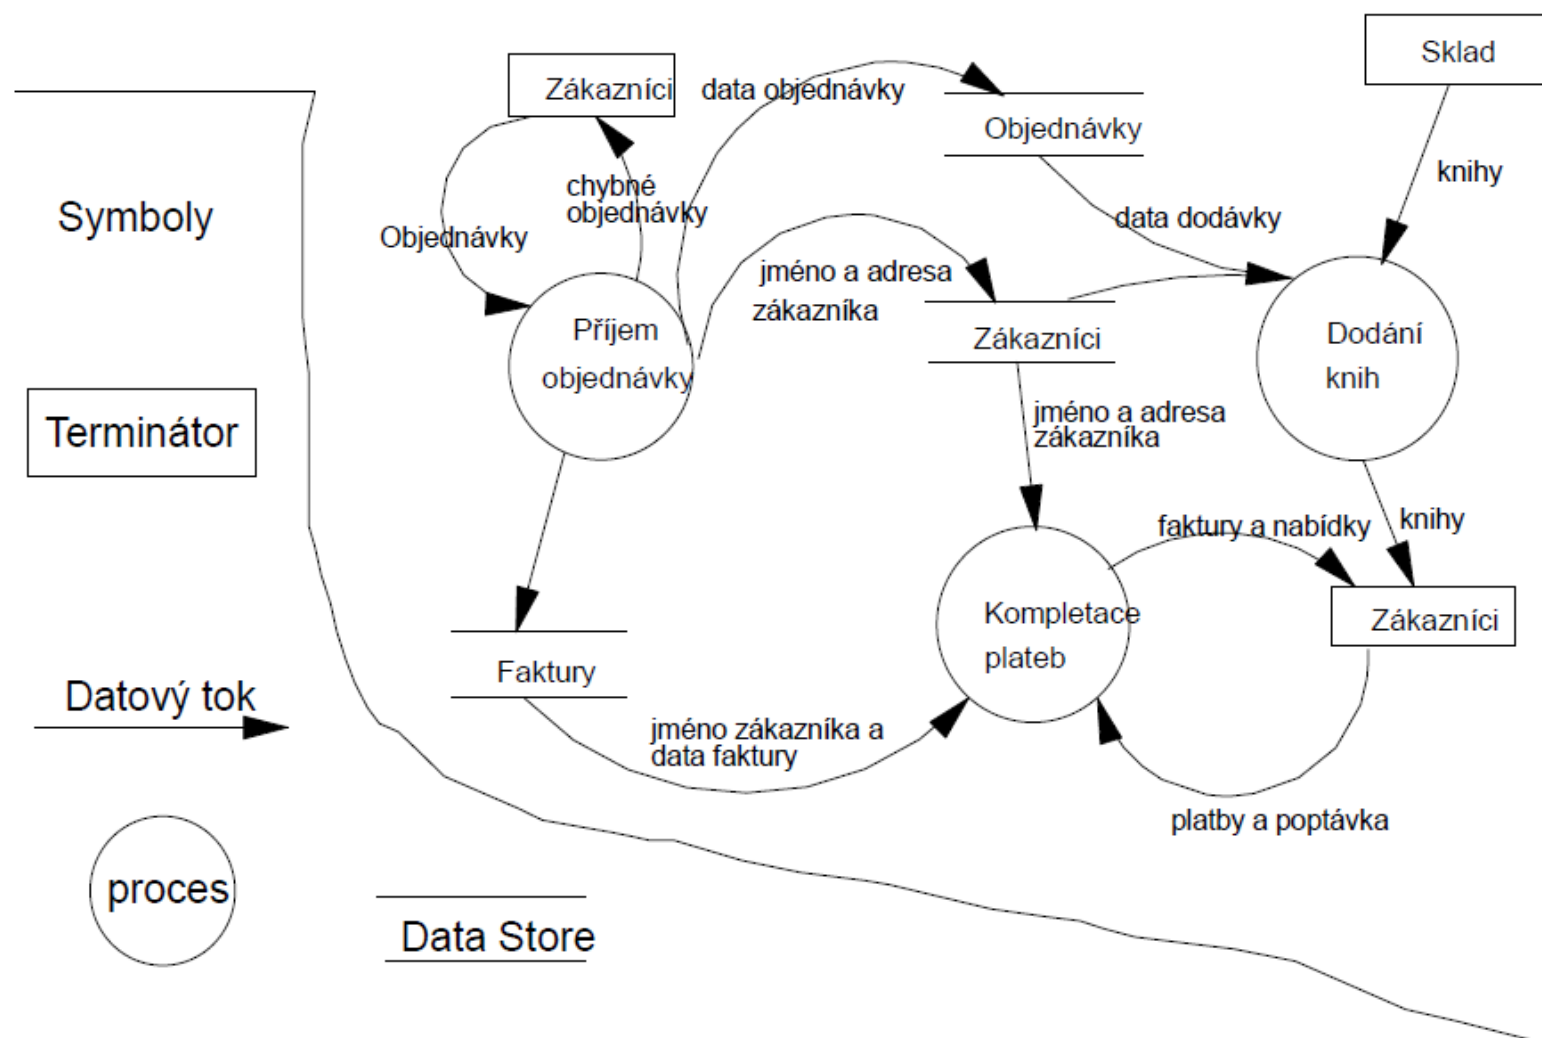 Sklad
Zákazníci
data objednávky
Objednávky
knihy
chybné
objednávky
Symboly
Objednávky
data dodávky
jméno a adresa
zákazníka
Příjem
objednávky
Zákazníci
Dodání
knih
Terminátor
jméno a adresa
zákazníka
faktury a nabídky
knihy
Kompletace
plateb
Zákazníci
Faktury
Datový tok
jméno zákazníka a
data faktury
platby a poptávka
proces
Data Store